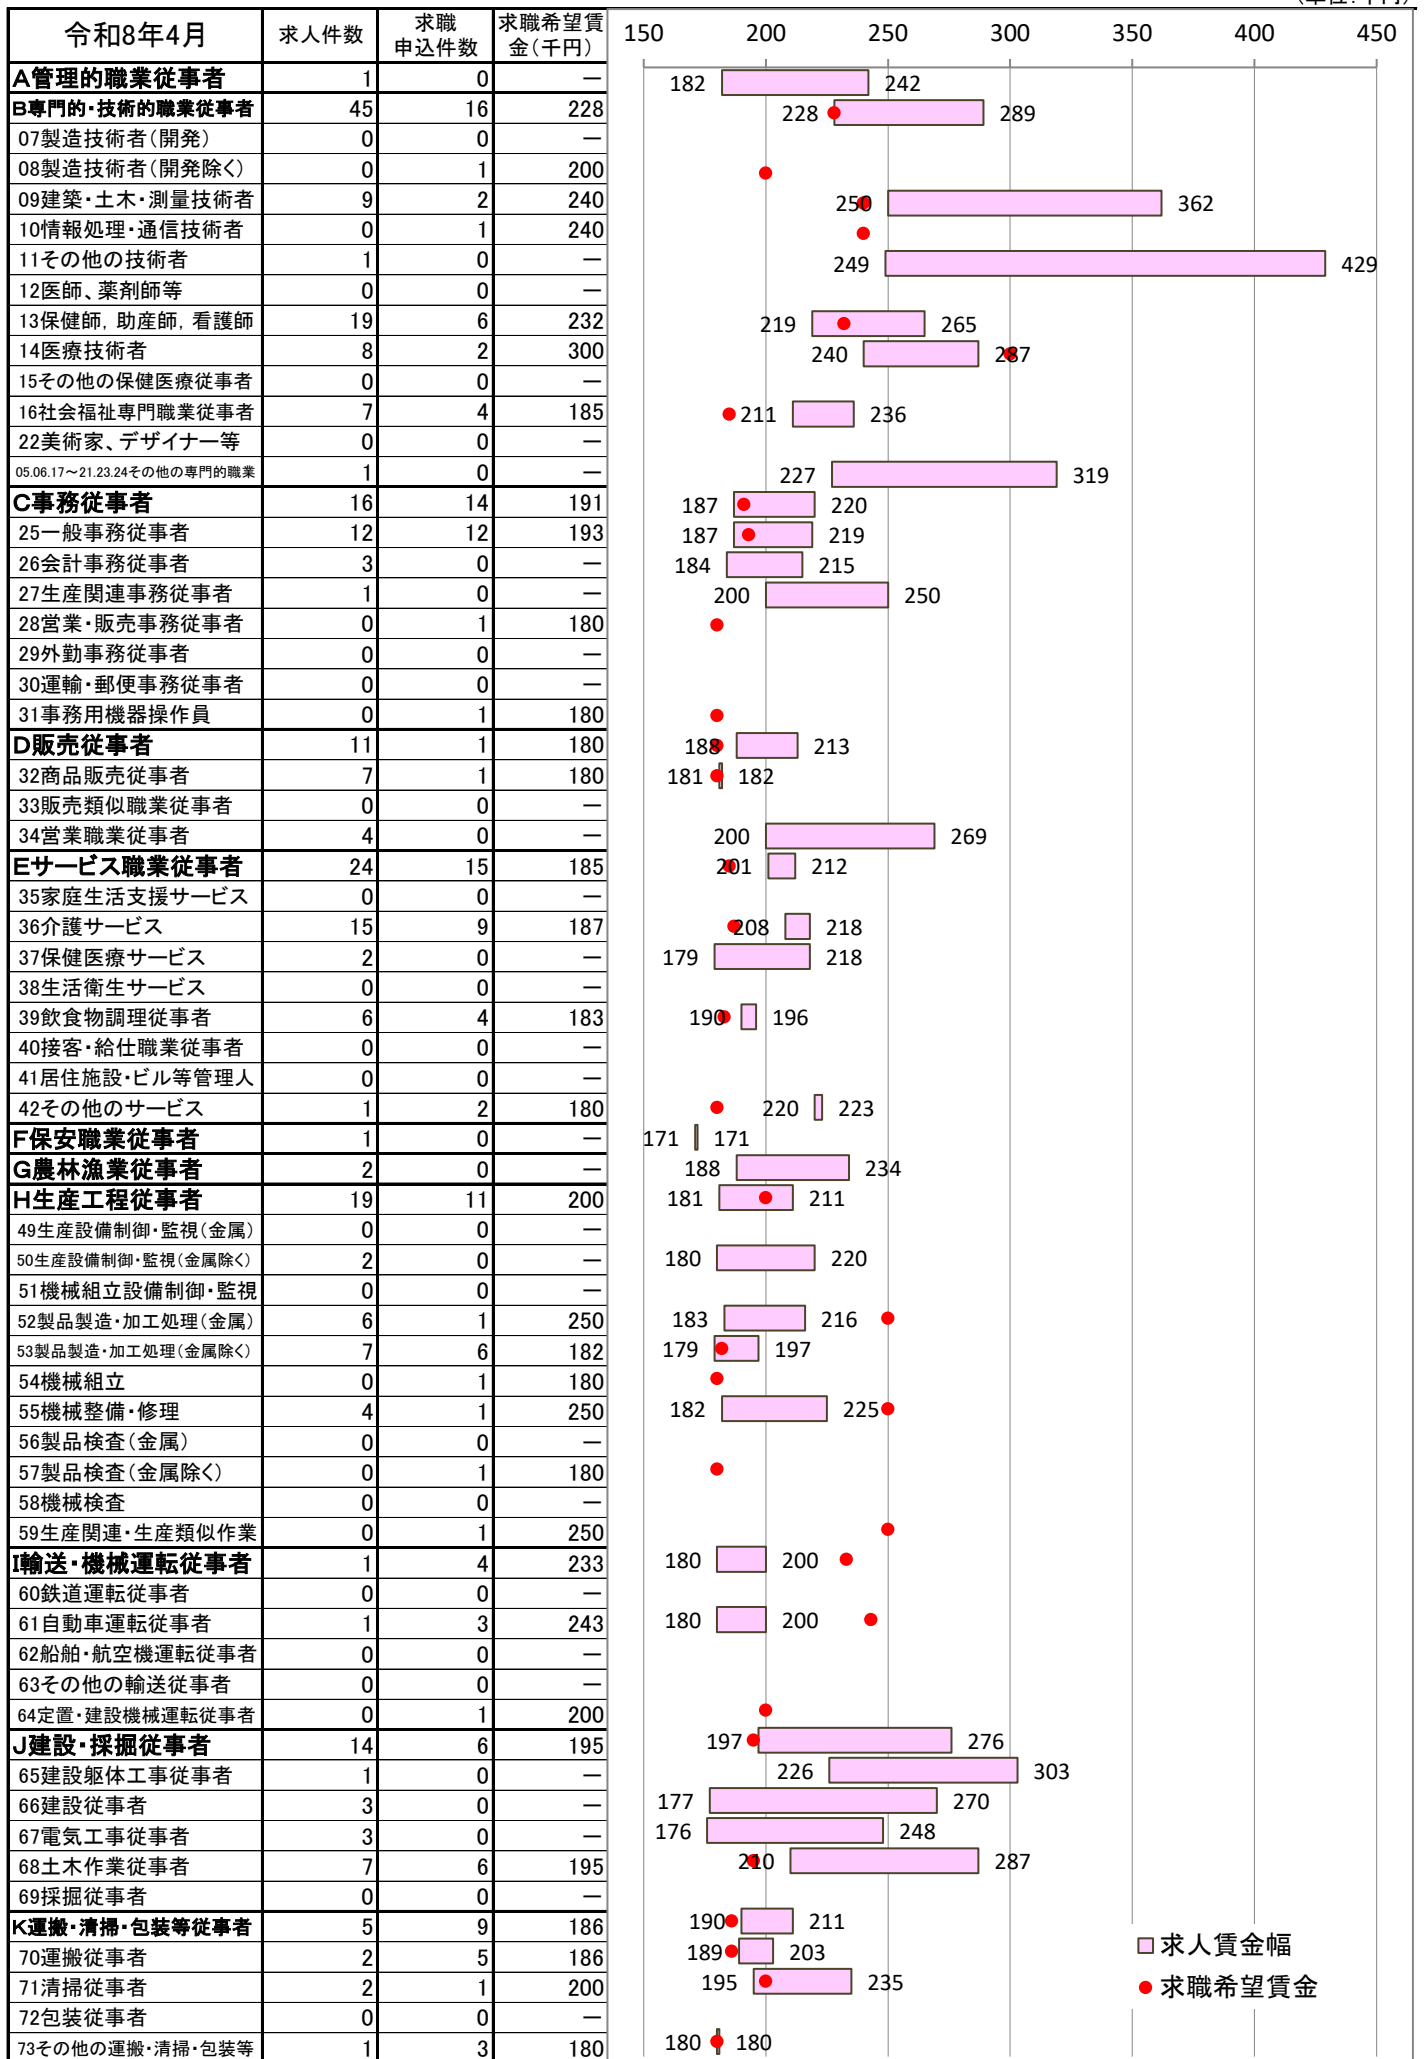 令和8年4月 求人件数 求職申込件数 求職希望賃金(千円) 150 200 250 300 350 400 450
A管理的職業従事者 1 0 － 182 242
B専門的・技術的職業従事者 45 16 228 228 289
07製造技術者(開発) 0 0 －
08製造技術者(開発除く) 0 1 200
09建築・土木・測量技術者 9 2 240 250 362
10情報処理・通信技術者 0 1 240
11その他の技術者 1 0 － 249 429
12医師、薬剤師等 0 0 －
13保健師，助産師，看護師 19 6 232 219 265
14医療技術者 8 2 300 240 287
15その他の保健医療従事者 0 0 －
16社会福祉専門職業従事者 7 4 185 211 236
22美術家、デザイナー等 0 0 －
05.06.17～21.23.24その他の専門的職業 1 0 － 227 319
C事務従事者 16 14 191 187 220
25一般事務従事者 12 12 193 187 219
26会計事務従事者 3 0 － 184 215
27生産関連事務従事者 1 0 － 200 250
28営業・販売事務従事者 0 1 180
29外勤事務従事者 0 0 －
30運輸・郵便事務従事者 0 0 －
31事務用機器操作員 0 1 180
D販売従事者 11 1 180 188 213
32商品販売従事者 7 1 180 181 182
33販売類似職業従事者 0 0 －
34営業職業従事者 4 0 － 200 269
Eサービス職業従事者 24 15 185 201 212
35家庭生活支援サービス 0 0 －
36介護サービス 15 9 187 208 218
37保健医療サービス 2 0 － 179 218
38生活衛生サービス 0 0 －
39飲食物調理従事者 6 4 183 190 196
40接客・給仕職業従事者 0 0 －
41居住施設・ビル等管理人 0 0 －
42その他のサービス 1 2 180 220 223
F保安職業従事者 1 0 － 171 171
G農林漁業従事者 2 0 － 188 234
H生産工程従事者 19 11 200 181 211
49生産設備制御・監視(金属) 0 0 －
50生産設備制御・監視(金属除く) 2 0 － 180 220
51機械組立設備制御・監視 0 0 －
52製品製造・加工処理(金属) 6 1 250 183 216
53製品製造・加工処理(金属除く) 7 6 182 179 197
54機械組立 0 1 180
55機械整備・修理 4 1 250 182 225
56製品検査(金属) 0 0 －
57製品検査(金属除く) 0 1 180
58機械検査 0 0 －
59生産関連・生産類似作業 0 1 250
I輸送・機械運転従事者 1 4 233 180 200
60鉄道運転従事者 0 0 －
61自動車運転従事者 1 3 243 180 200
62船舶・航空機運転従事者 0 0 －
63その他の輸送従事者 0 0 －
64定置・建設機械運転従事者 0 1 200
J建設・採掘従事者 14 6 195 197 276
65建設躯体工事従事者 1 0 － 226 303
66建設従事者 3 0 － 177 270
67電気工事従事者 3 0 － 176 248
68土木作業従事者 7 6 195 210 287
69採掘従事者 0 0 －
K運搬・清掃・包装等従事者 5 9 186 190 211
70運搬従事者 2 5 186 189 203
71清掃従事者 2 1 200 195 235
72包装従事者 0 0 －
73その他の運搬・清掃・包装等 1 3 180 180 180
求人賃金幅
求職希望賃金